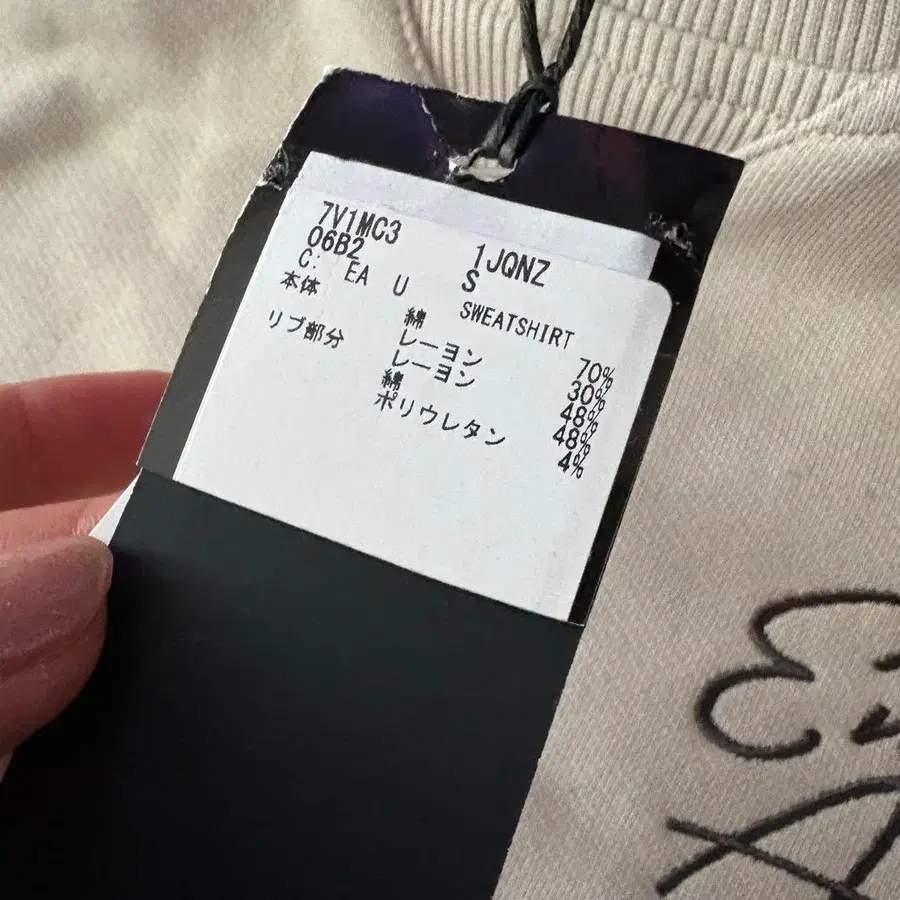 7V1MC3 1JQNZ
06B2 S
C: EA U SWEATSHIRT
本体 綿 70%
レーヨン 30%
リブ部分 レーヨン 48%
綿 48%
ポリウレタン 4%